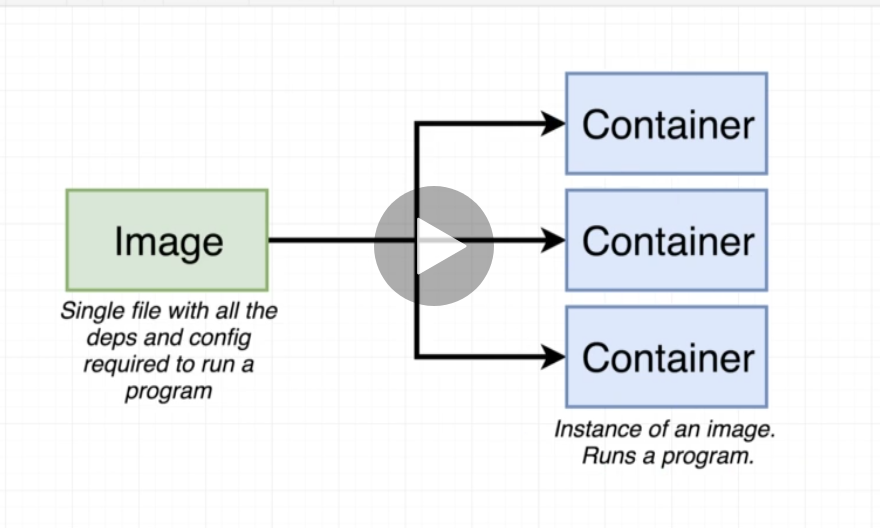 Image
Single file with all the
deps and config
required to run a
program
Container
Container
Container
Instance of an image.
Runs a program.